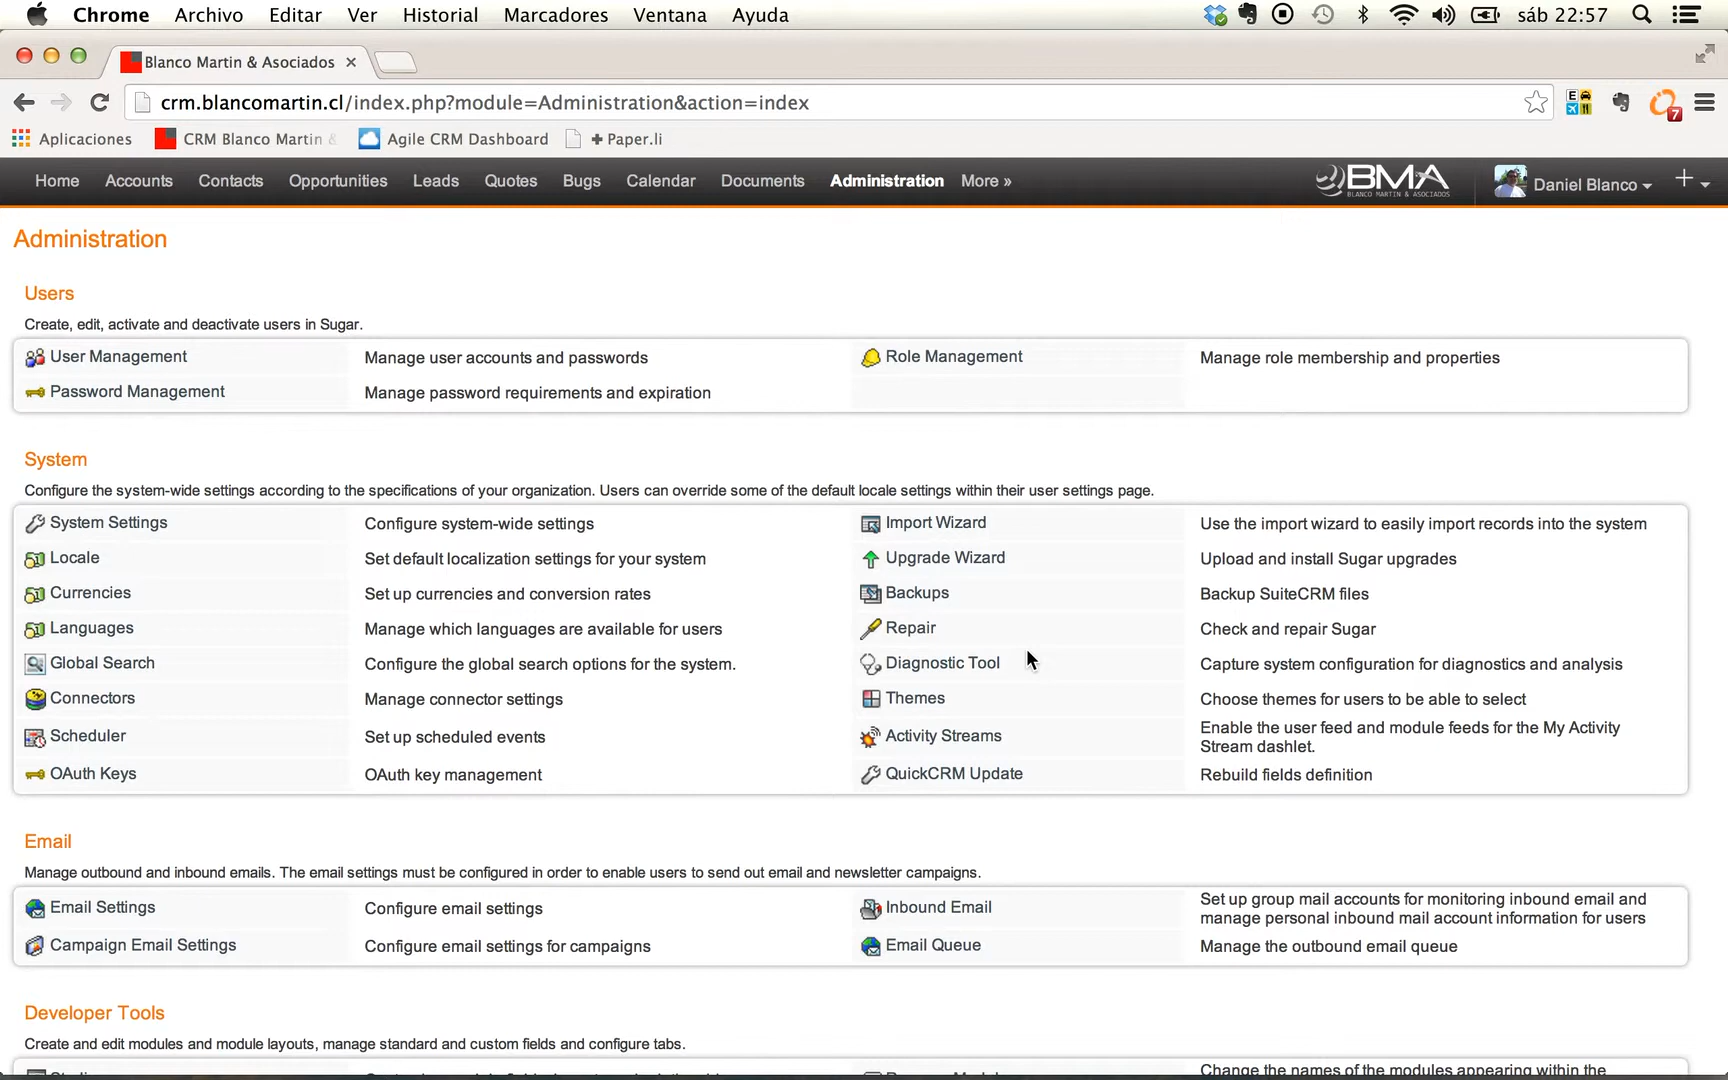 Chrome Archivo Editar Ver Historial Marcadores Ventana Ayuda sáb 22:57
Blanco Martin & Asociados
crm.blancomartin.cl/index.php?module=Administration&action=index
Aplicaciones CRM Blanco Martin & Agile CRM Dashboard + Paper.li 7
Home Accounts Contacts Opportunities Leads Quotes Bugs Calendar Documents Administration More » BMA Daniel Blanco +
BLANCO MARTIN & ASOCIADOS
Administration
Users
Create, edit, activate and deactivate users in Sugar.
User Management Manage user accounts and passwords Role Management Manage role membership and properties
Password Management Manage password requirements and expiration
System
Configure the system-wide settings according to the specifications of your organization. Users can override some of the default locale settings within their user settings page.
System Settings Configure system-wide settings Import Wizard Use the import wizard to easily import records into the system
Locale Set default localization settings for your system Upgrade Wizard Upload and install Sugar upgrades
Currencies Set up currencies and conversion rates Backups Backup SuiteCRM files
Languages Manage which languages are available for users Repair Check and repair Sugar
Global Search Configure the global search options for the system. Diagnostic Tool Capture system configuration for diagnostics and analysis
Connectors Manage connector settings Themes Choose themes for users to be able to select
Scheduler Set up scheduled events Activity Streams Enable the user feed and module feeds for the My Activity
Stream dashlet.
OAuth Keys OAuth key management QuickCRM Update Rebuild fields definition
Email
Manage outbound and inbound emails. The email settings must be configured in order to enable users to send out email and newsletter campaigns.
Email Settings Configure email settings Inbound Email Set up group mail accounts for monitoring inbound email and
manage personal inbound mail account information for users
Campaign Email Settings Configure email settings for campaigns Email Queue Manage the outbound email queue
Developer Tools
Create and edit modules and module layouts, manage standard and custom fields and configure tabs.
Change the names of the modules appearing within the